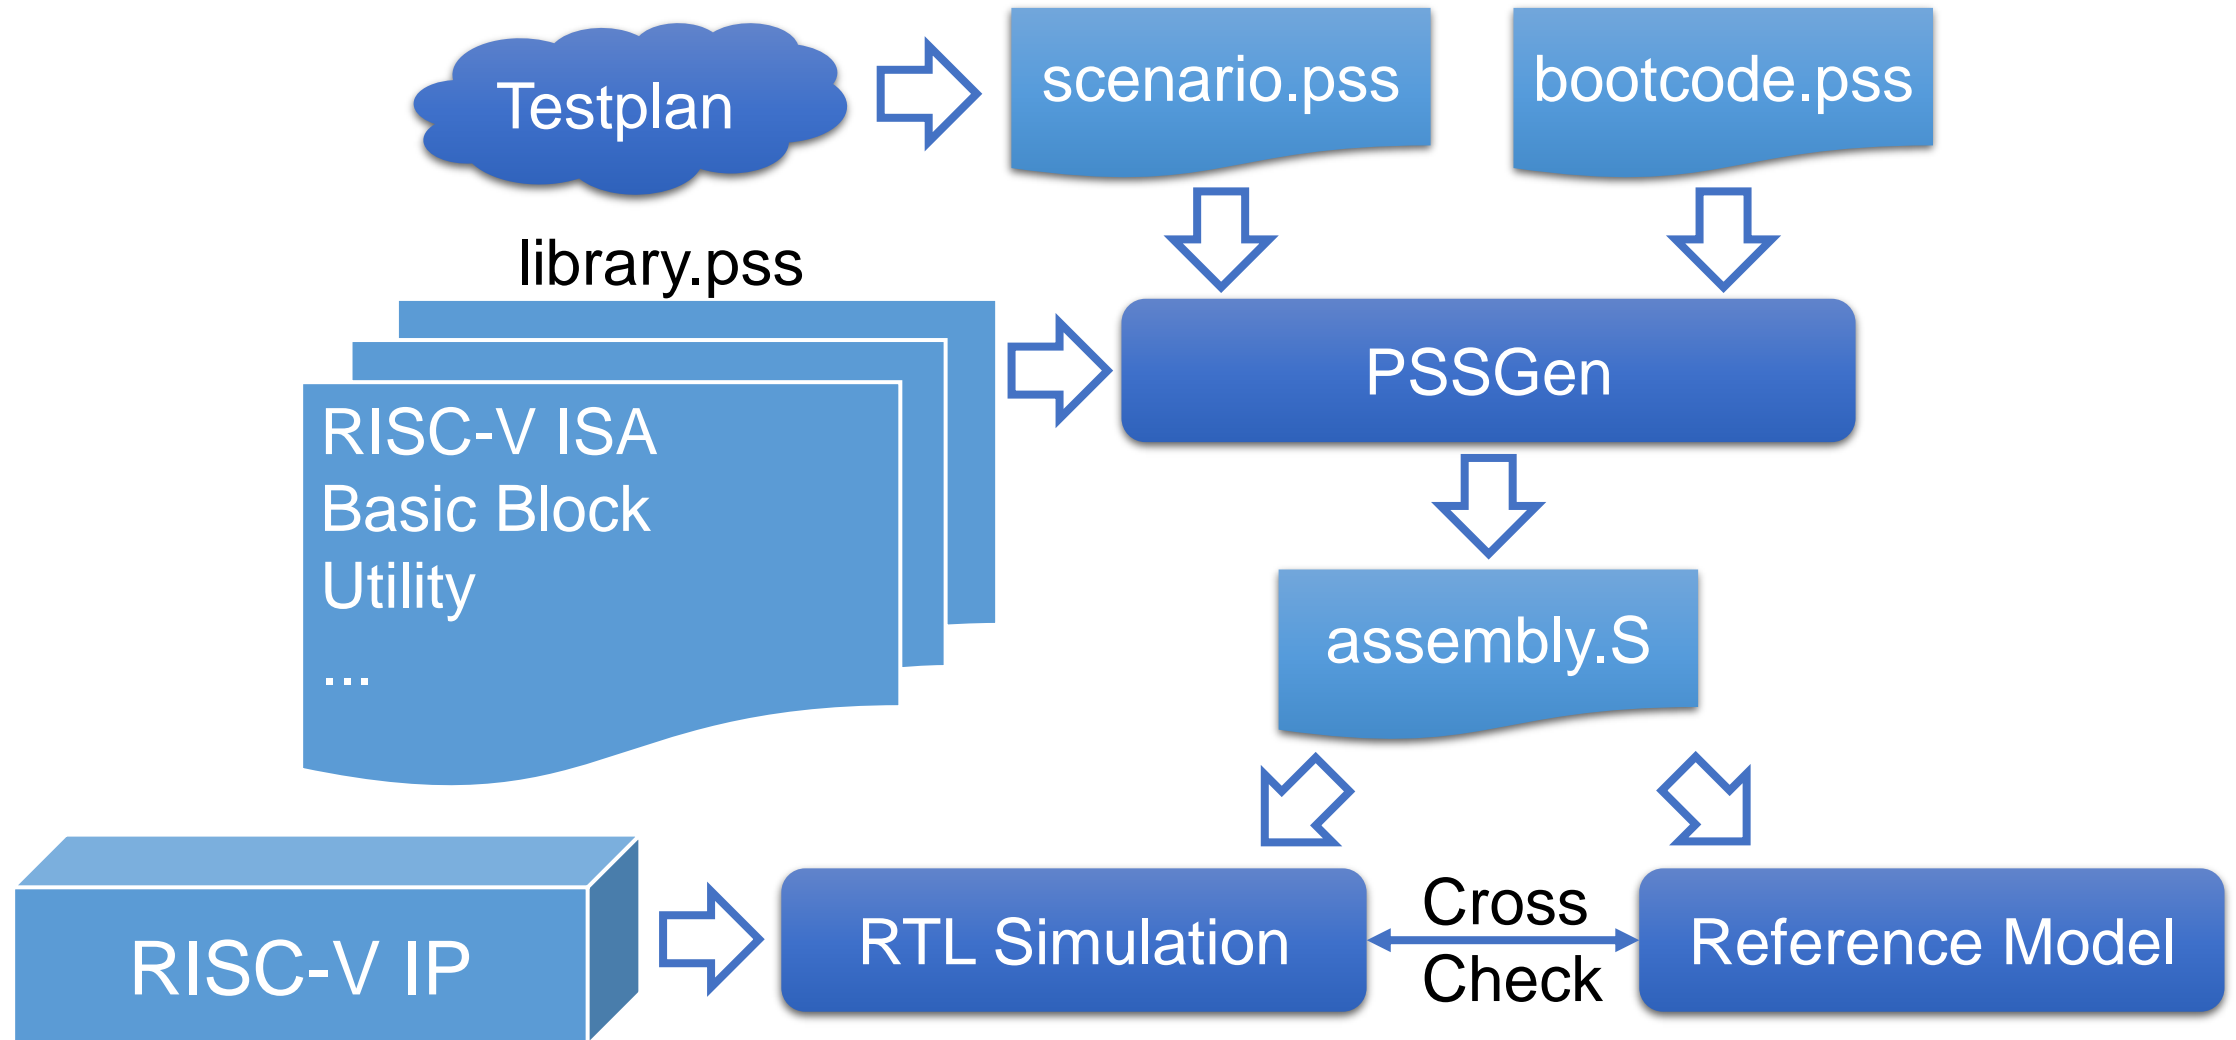 Testplan
scenario.pss
bootcode.pss
library.pss
RISC-V ISA
Basic Block
Utility
...
PSSGen
assembly.S
RISC-V IP
RTL Simulation
Cross
Check
Reference Model